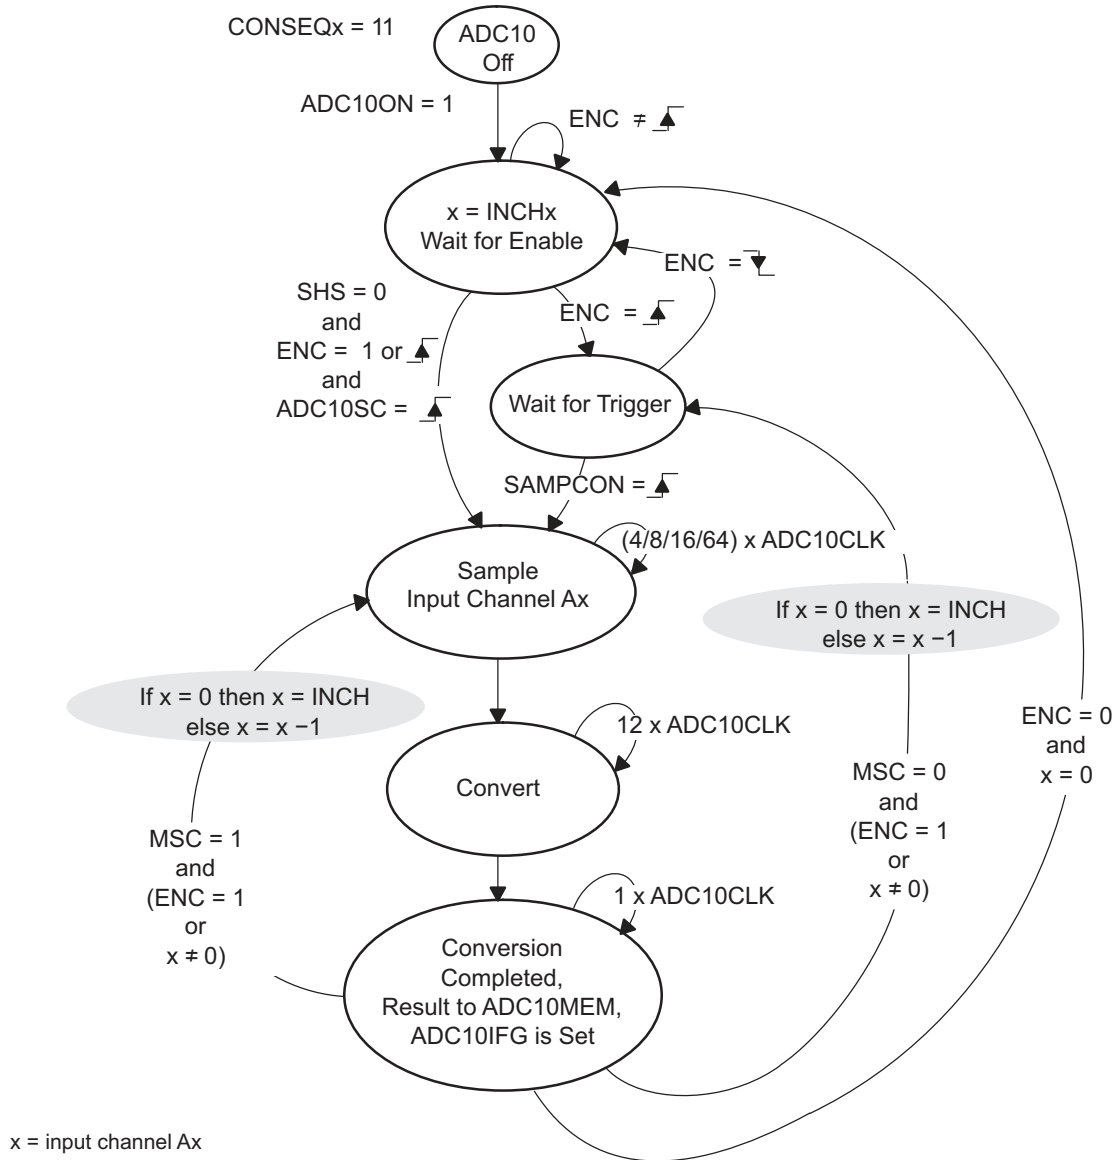 CONSEQx = 11
ADC10
Off
ADC10ON = 1
ENC ≠
x = INCHx
Wait for Enable
ENC =
SHS = 0
and
ENC = 1 or
and
ADC10SC =
ENC =
Wait for Trigger
SAMPCON =
(4/8/16/64) x ADC10CLK
Sample
Input Channel Ax
If x = 0 then x = INCH
else x = x −1
If x = 0 then x = INCH
else x = x −1
12 x ADC10CLK
Convert
ENC = 0
and
x = 0
MSC = 0
and
(ENC = 1
or
x ≠ 0)
MSC = 1
and
(ENC = 1
or
x ≠ 0)
1 x ADC10CLK
Conversion
Completed,
Result to ADC10MEM,
ADC10IFG is Set
x = input channel Ax